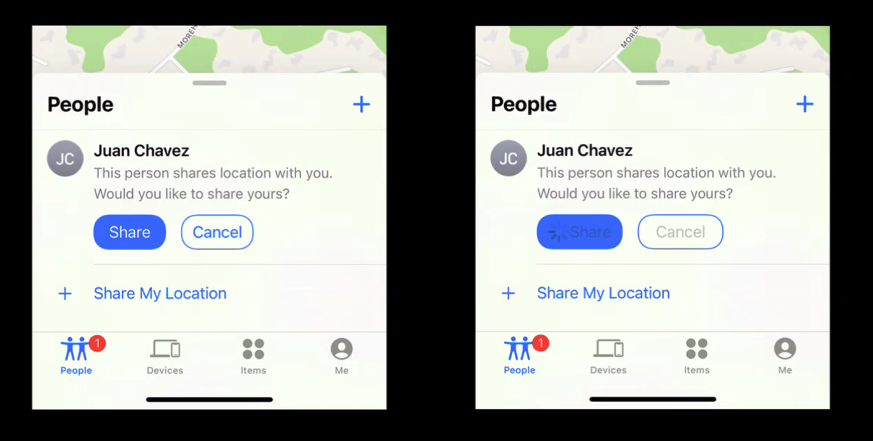 MOREH
People
+
JC
Juan Chavez
This person shares location with you.
Would you like to share yours?
Share
Cancel
+ Share My Location
1
People
Devices
Items
Me
MOREH
People
+
JC
Juan Chavez
This person shares location with you.
Would you like to share yours?
Share
Cancel
+ Share My Location
1
People
Devices
Items
Me